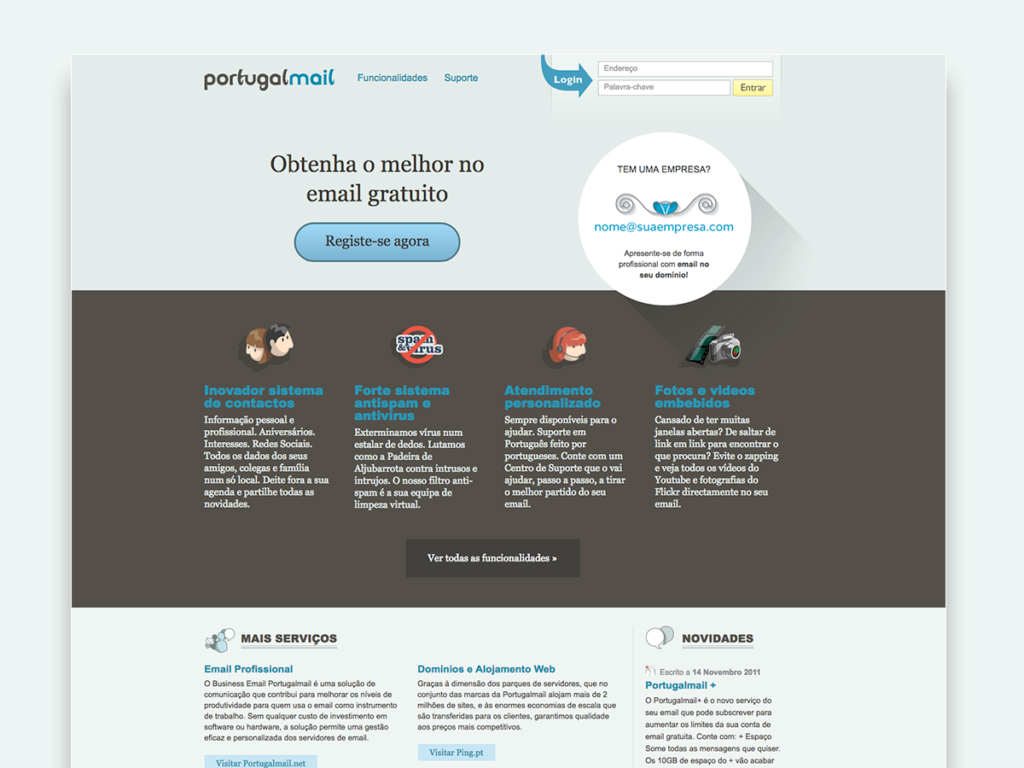 portugalmail
Funcionalidades
Suporte
Login
Endereço
Palavra-chave
Entrar
Obtenha o melhor no
email gratuito
Registe-se agora
TEM UMA EMPRESA?
nome@suaempresa.com
Apresente-se de forma
profissional com email no
seu domínio!
spam
&virus
Inovador sistema
de contactos
Informação pessoal e
profissional. Aniversários.
Interesses. Redes Sociais.
Todos os dados dos seus
amigos, colegas e família
num só local. Deite fora a sua
agenda e partilhe todas as
novidades.
Forte sistema
antispam e
antivirus
Exterminamos vírus num
estalar de dedos. Lutamos
como a Padeira de
Aljubarrota contra intrusos e
intrujos. O nosso filtro anti-
spam é a sua equipa de
limpeza virtual.
Atendimento
personalizado
Sempre disponíveis para o
ajudar. Suporte em
Português feito por
portugueses. Conte com um
Centro de Suporte que o vai
ajudar, passo a passo, a tirar
o melhor partido do seu
email.
Fotos e videos
embebidos
Cansado de ter muitas
janelas abertas? De saltar de
link em link para encontrar o
que procura? Evite o zapping
e veja todos os vídeos do
Youtube e fotografias do
Flickr directamente no seu
email.
Ver todas as funcionalidades »
MAIS SERVIÇOS
Email Profissional
O Business Email Portugalmail é uma solução de
comunicação que contribui para melhorar os níveis de
produtividade para quem usa o email como instrumento
de trabalho. Sem qualquer custo de investimento em
software ou hardware, a solução permite uma gestão
eficaz e personalizada dos servidores de email.
Visitar Portugalmail.net
Domínios e Alojamento Web
Graças à dimensão dos parques de servidores, que no
conjunto das marcas da Portugalmail alojam mais de 2
milhões de sites, e às enormes economias de escala que
são transferidas para os clientes, garantimos qualidade
aos preços mais competitivos.
Visitar Ping.pt
NOVIDADES
Escrito a 14 Novembro 2011
Portugalmail +
O Portugalmail+ é o novo serviço do
seu email que pode subscrever para
aumentar os limites da sua conta de
email gratuita. Conte com: + Espaço
Some todas as mensagens que quiser.
Os 10GB de espaço do + vão acabar